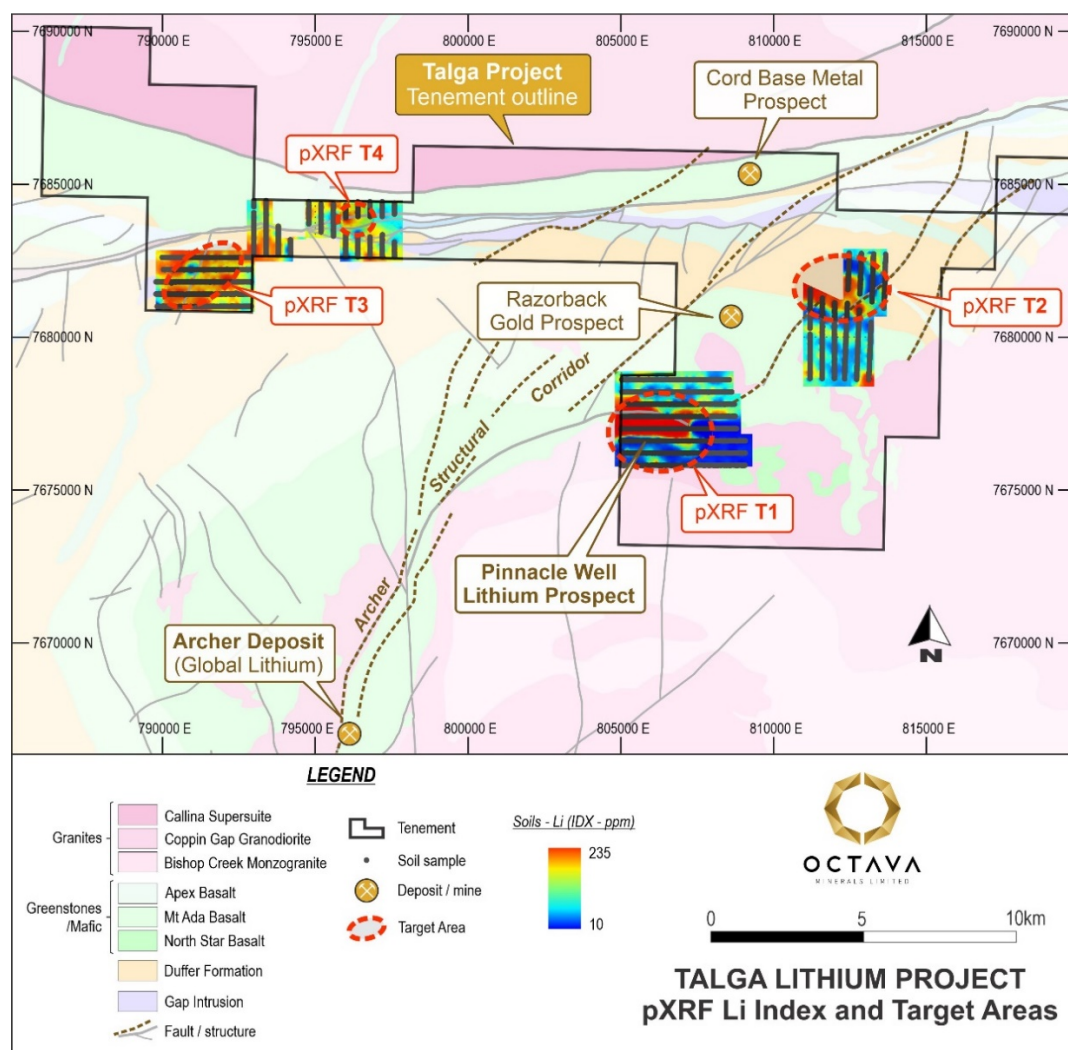 790000 E
795000 E
800000 E
805000 E
810000 E
815000 E
7690000 N
7690000 N
Talga Project
Tenement outline
Cord Base Metal
Prospect
pXRF T4
7685000 N
7685000 N
pXRF T3
Razorback
Gold Prospect
pXRF T2
7680000 N
7680000 N
Corridor
Structural
Archer
pXRF T1
7675000 N
7675000 N
Pinnacle Well
Lithium Prospect
7670000 N
7670000 N
Archer Deposit
(Global Lithium)
N
790000 E
795000 E
800000 E
805000 E
810000 E
815000 E
LEGEND
Granites
Callina Supersuite
Coppin Gap Granodiorite
Bishop Creek Monzogranite
Greenstones
/Mafic
Apex Basalt
Mt Ada Basalt
North Star Basalt
Duffer Formation
Gap Intrusion
Fault / structure
Tenement
Soil sample
Deposit / mine
Target Area
Soils - Li (IDX - ppm)
235
10
OCTAVA
MINERALS LIMITED
0
5
10km
TALGA LITHIUM PROJECT
pXRF Li Index and Target Areas